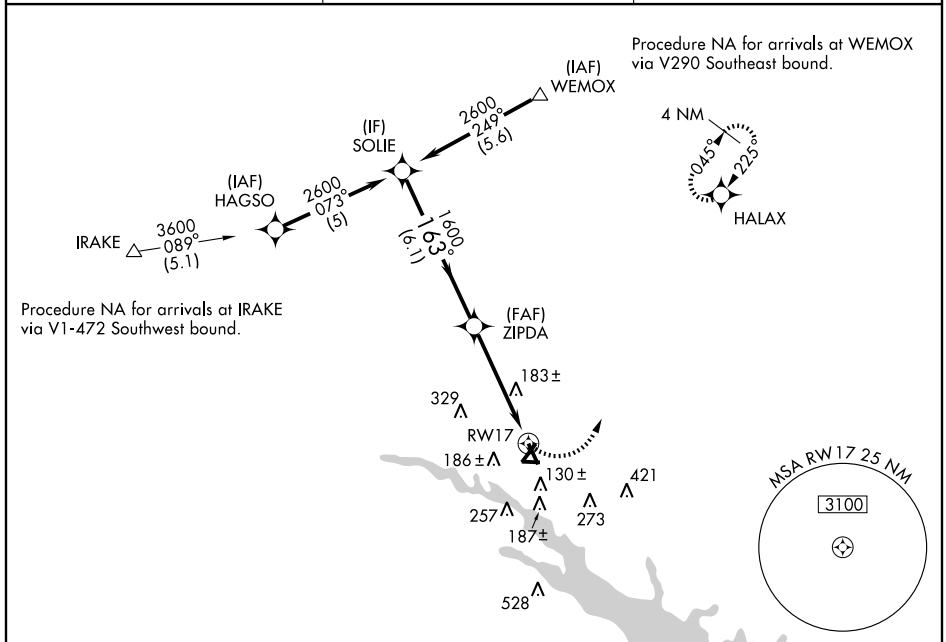 Procedure NA for arrivals at WEMOX
via V290 Southeast bound.
(IAF)
WEMOX
2600
249°
(5.6)
4 NM
045°
225°
HALAX
(IF)
SOLIE
(IAF)
HAGSO
2600
073°
(5)
IRAKE
3600
089°
(5.1)
1600
163°
(6.1)
Procedure NA for arrivals at IRAKE
via V1-472 Southwest bound.
(FAF)
ZIPDA
183±
329
RW17
186±
130±
421
257
273
187±
528
MSA RW17 25 NM
3100